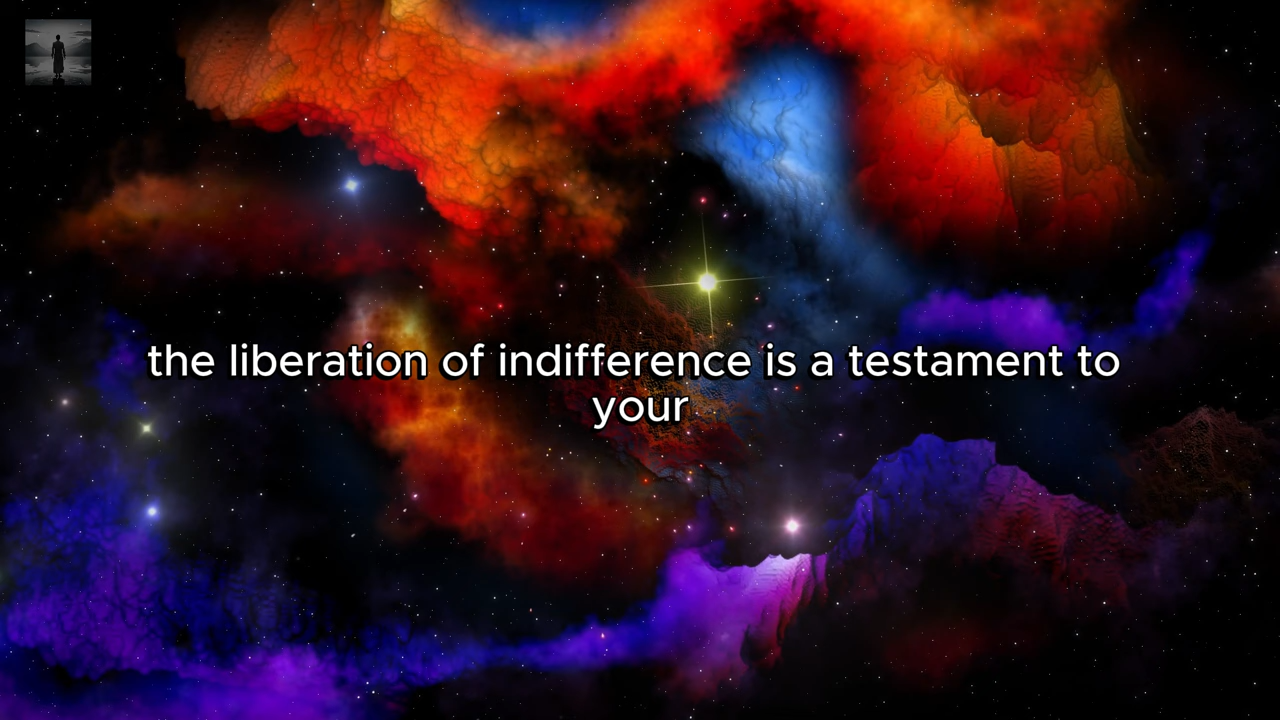 the liberation of indifference is a testament to
your